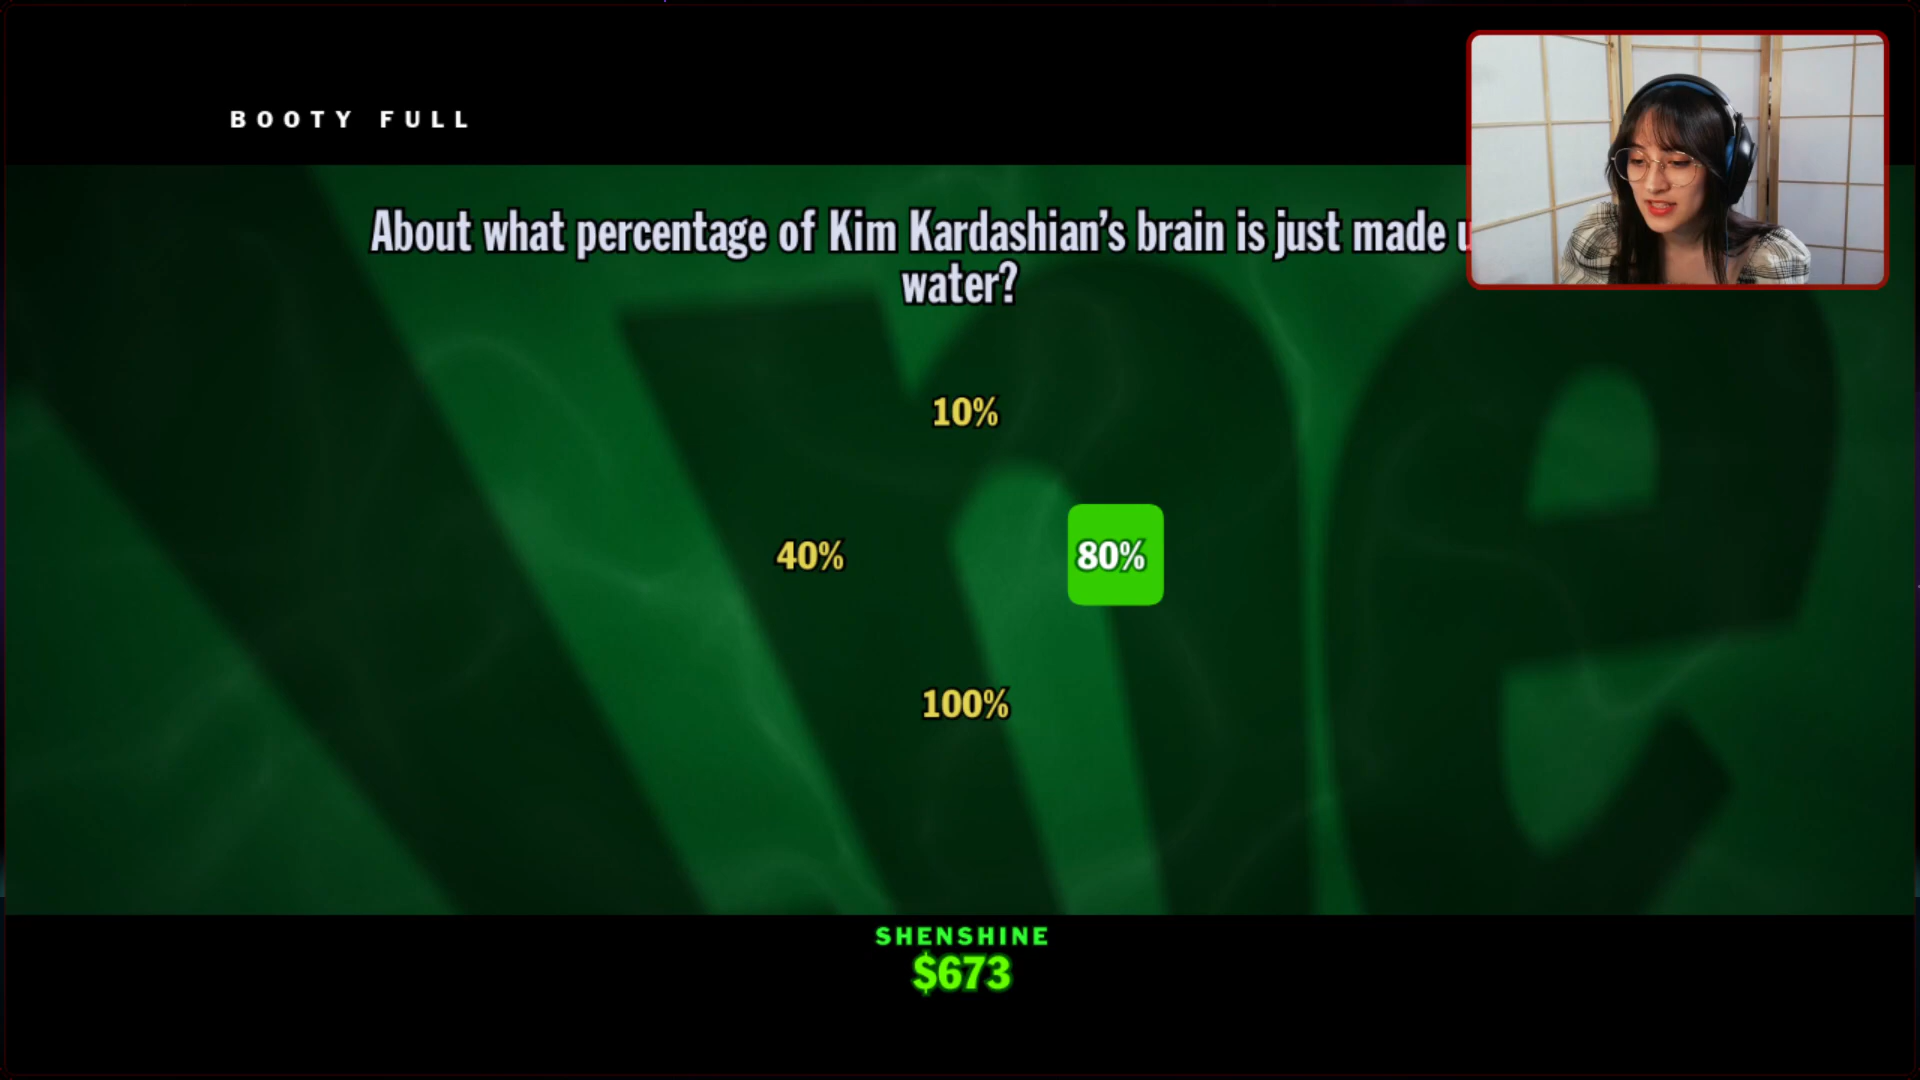 BOOTY FULL
About what percentage of Kim Kardashian's brain is just made
water?
10%
40%
80%
100%
SHENSHINE
$673